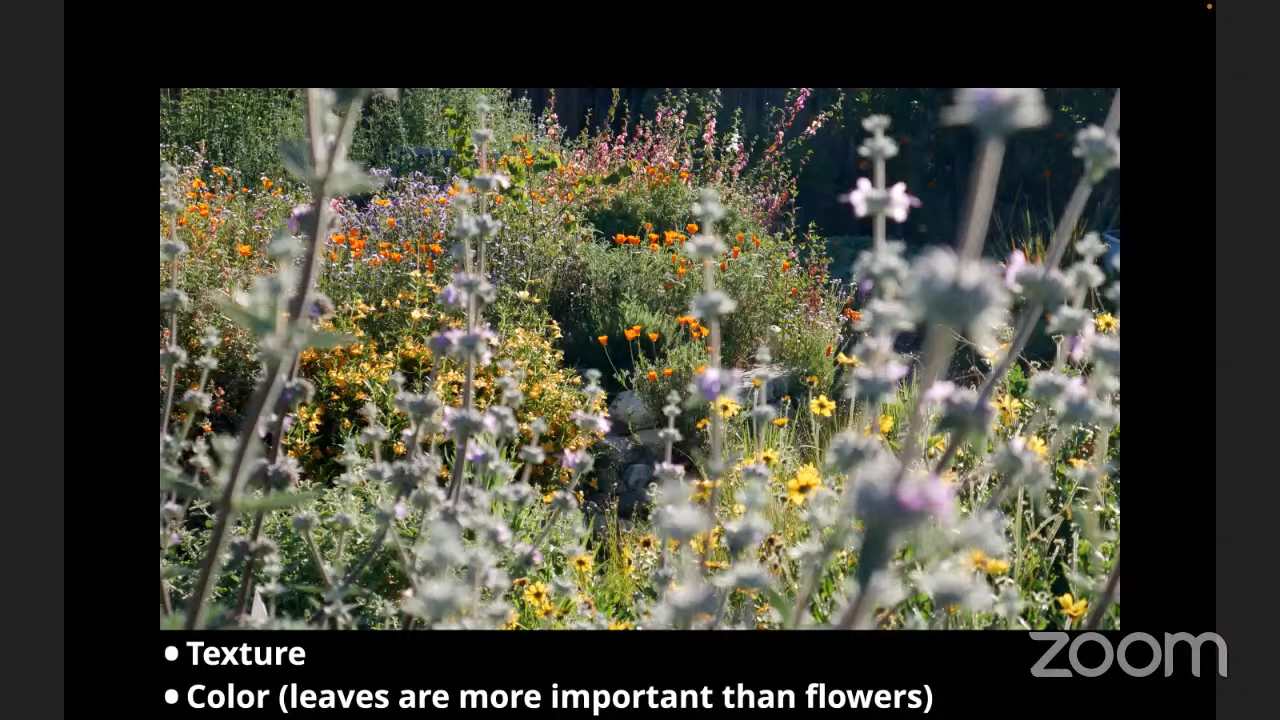 • Texture
• Color (leaves are more important than flowers)
zoom